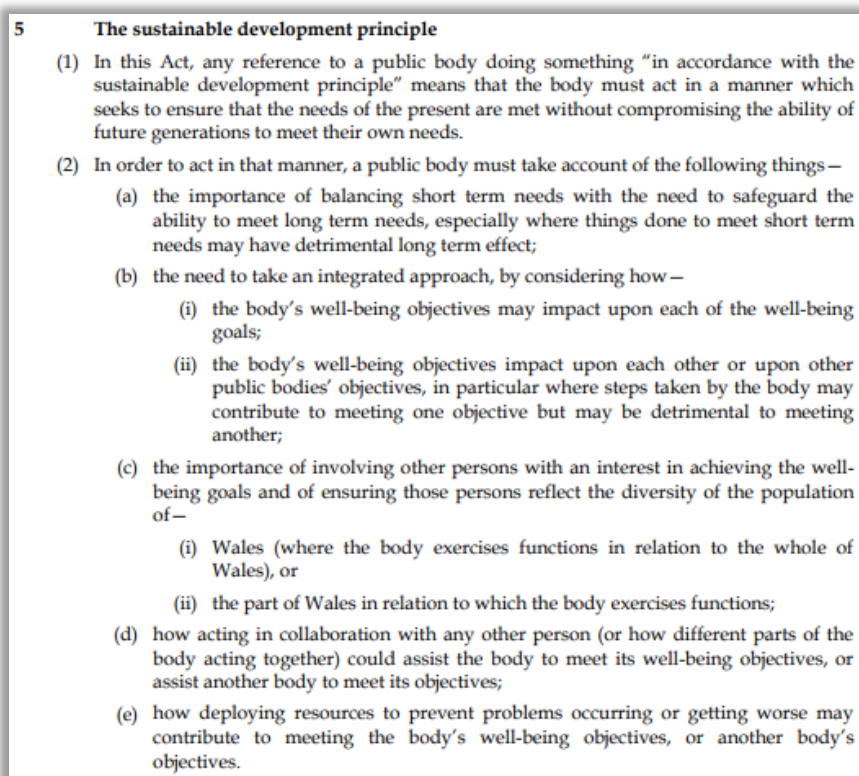 5 The sustainable development principle
(1) In this Act, any reference to a public body doing something “in accordance with the
sustainable development principle” means that the body must act in a manner which
seeks to ensure that the needs of the present are met without compromising the ability of
future generations to meet their own needs.
(2) In order to act in that manner, a public body must take account of the following things—
(a) the importance of balancing short term needs with the need to safeguard the
ability to meet long term needs, especially where things done to meet short term
needs may have detrimental long term effect;
(b) the need to take an integrated approach, by considering how—
(i) the body’s well-being objectives may impact upon each of the well-being
goals;
(ii) the body’s well-being objectives impact upon each other or upon other
public bodies’ objectives, in particular where steps taken by the body may
contribute to meeting one objective but may be detrimental to meeting
another;
(c) the importance of involving other persons with an interest in achieving the well-
being goals and of ensuring those persons reflect the diversity of the population
of—
(i) Wales (where the body exercises functions in relation to the whole of
Wales), or
(ii) the part of Wales in relation to which the body exercises functions;
(d) how acting in collaboration with any other person (or how different parts of the
body acting together) could assist the body to meet its well-being objectives, or
assist another body to meet its objectives;
(e) how deploying resources to prevent problems occurring or getting worse may
contribute to meeting the body’s well-being objectives, or another body’s
objectives.